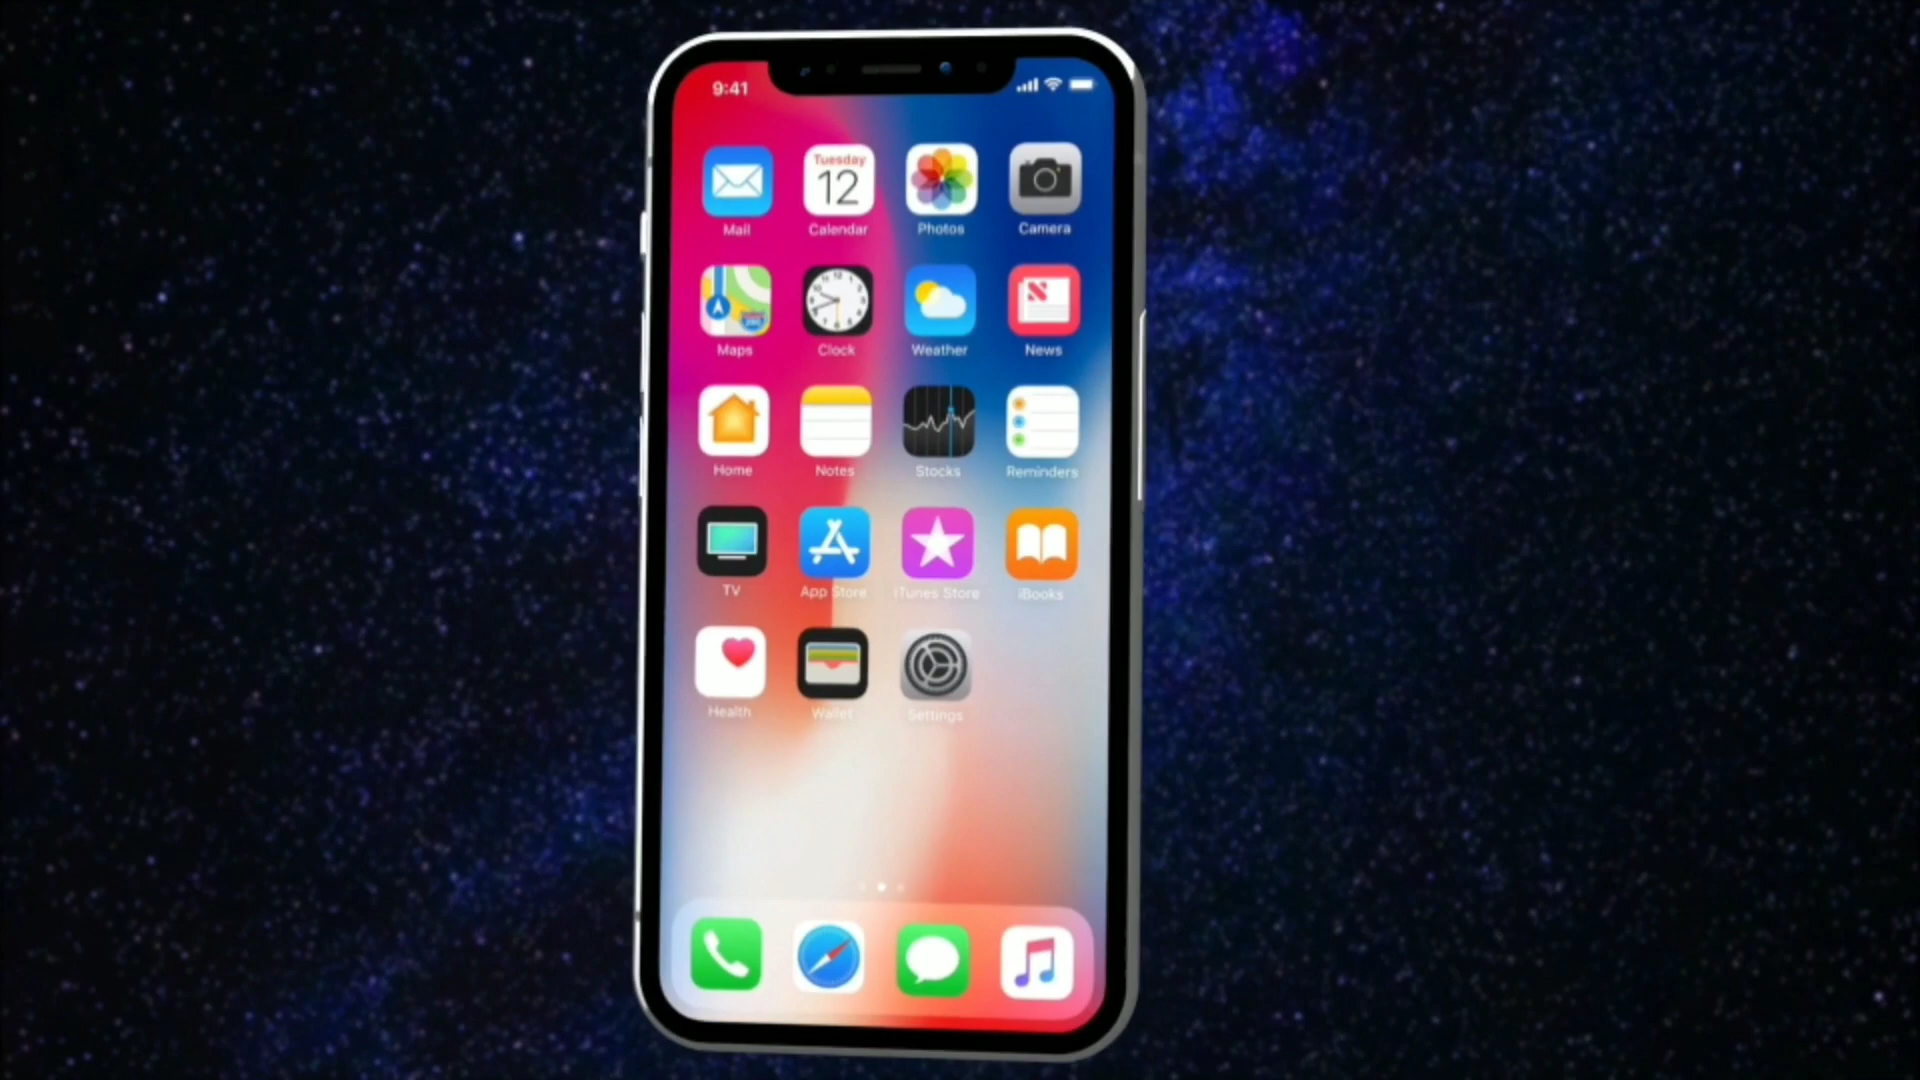 9:41
Tuesday
12
Mail Calendar Photos Camera
Maps Clock Weather News
Home Notes Stocks Reminders
TV App Store iTunes Store iBooks
Health Wallet Settings